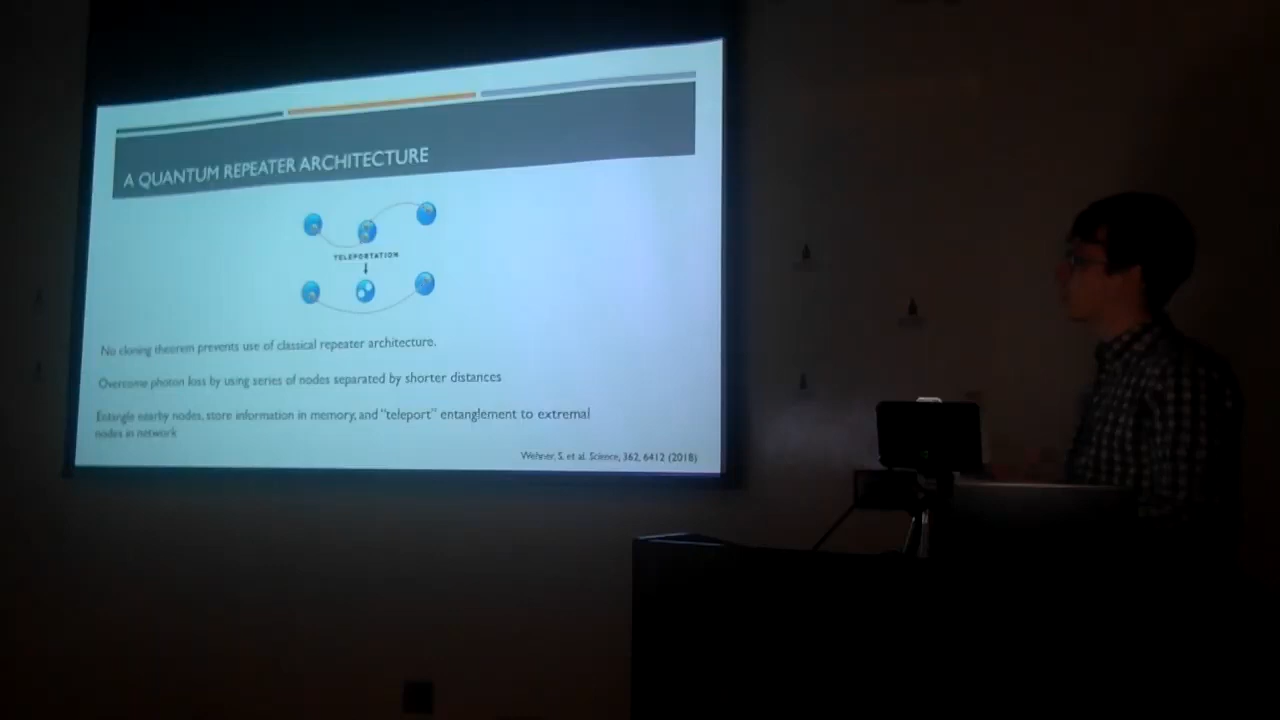 A QUANTUM REPEATER ARCHITECTURE
TELEPORTATION
No cloning theorem prevents use of classical repeater architecture.
Overcome photon loss by using series of nodes separated by shorter distances
Entangle nearby nodes, store information in memory, and "teleport" entanglement to extremal
nodes in network
Wehner, S. et al. Science, 362, 6412 (2018)